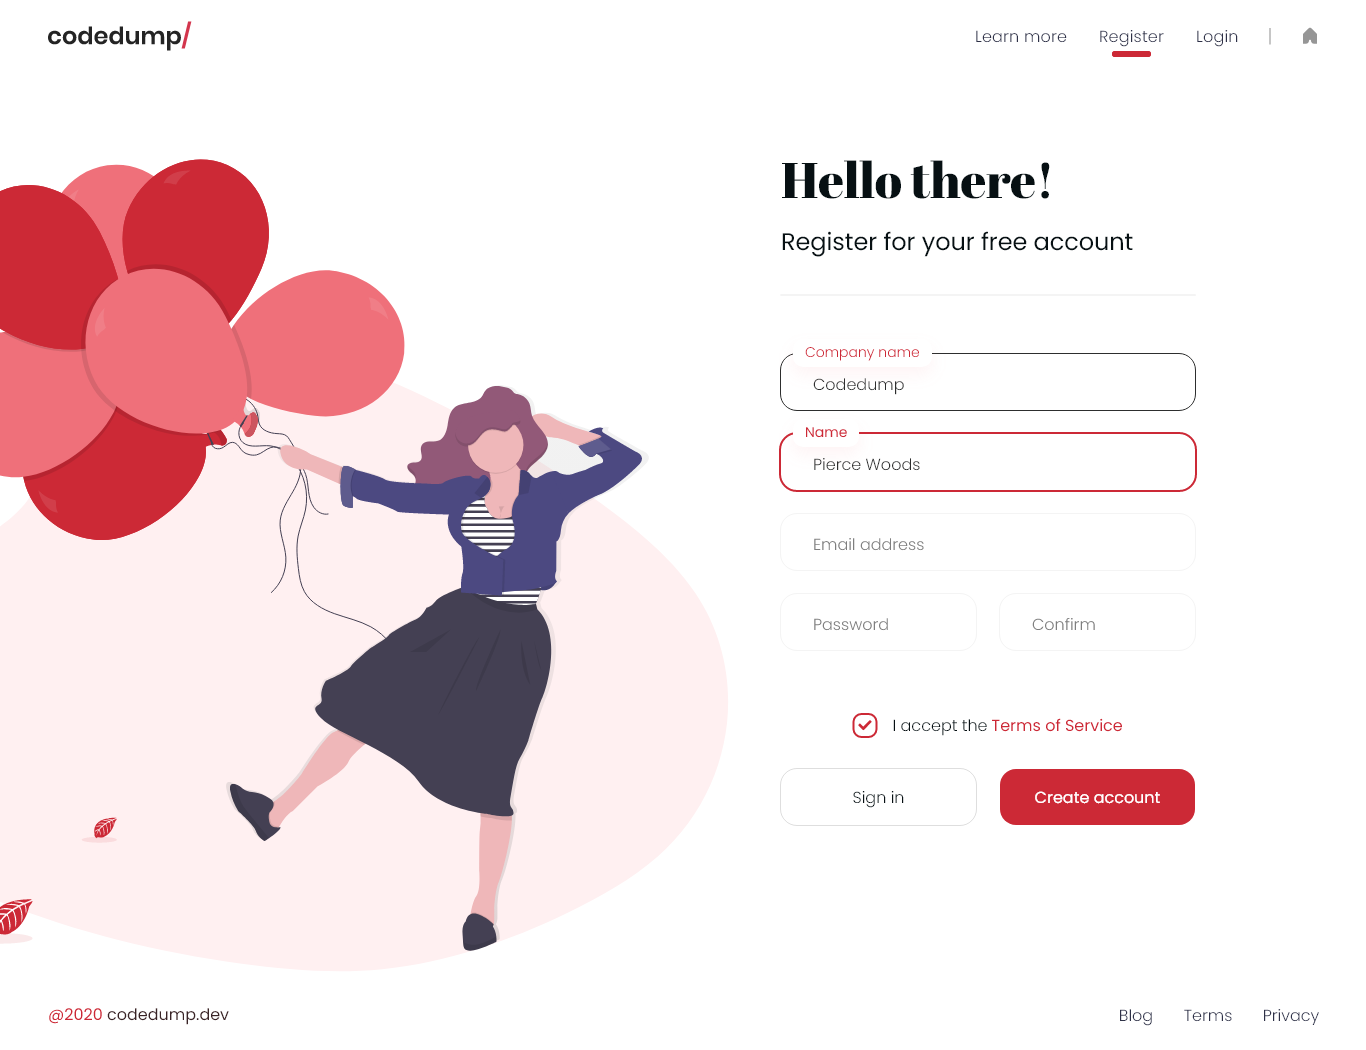 codedump/
Learn more Register Login |
Hello there!
Register for your free account
Company name
Codedump
Name
Pierce Woods
Email address
Password Confirm
I accept the Terms of Service
Sign in Create account
@2020 codedump.dev
Blog Terms Privacy